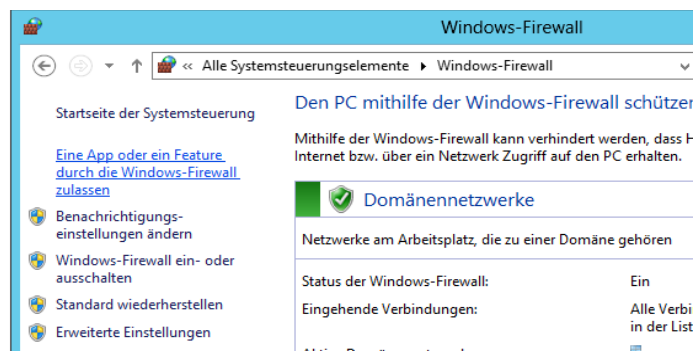 Windows-Firewall
« Alle Systemsteuerungselemente ▸ Windows-Firewall
Startseite der Systemsteuerung
Eine App oder ein Feature
durch die Windows-Firewall
zulassen
Benachrichtigungs-
einstellungen ändern
Windows-Firewall ein- oder
ausschalten
Standard wiederherstellen
Erweiterte Einstellungen
Den PC mithilfe der Windows-Firewall schützen
Mithilfe der Windows-Firewall kann verhindert werden, dass H
Internet bzw. über ein Netzwerk Zugriff auf den PC erhalten.
Domänennetzwerke
Netzwerke am Arbeitsplatz, die zu einer Domäne gehören
Status der Windows-Firewall: Ein
Eingehende Verbindungen: Alle Verbi
in der List